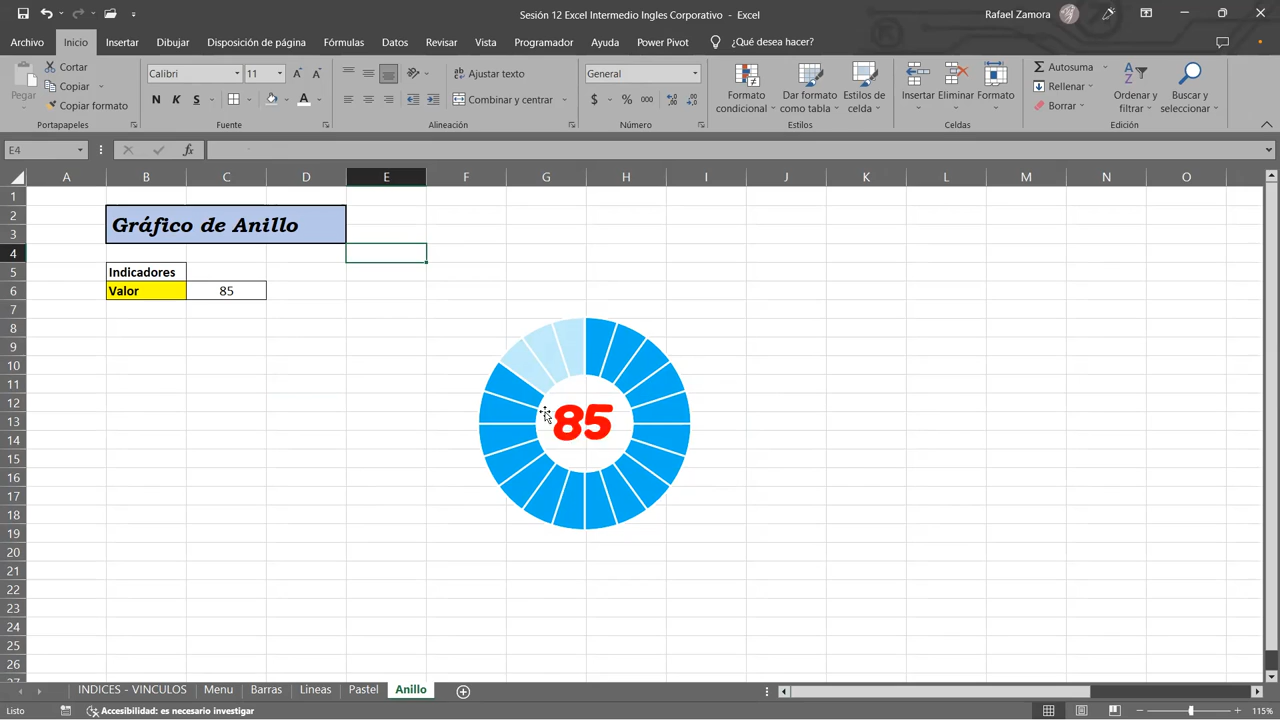 Sesión 12 Excel Intermedio Ingles Corporativo - Excel
Rafael Zamora
Archivo Inicio Insertar Dibujar Disposición de página Fórmulas Datos Revisar Vista Programador Ayuda Power Pivot ¿Qué desea hacer?
Pegar
Cortar
Copiar
Copiar formato
Portapapeles
Calibri 11
N K S
Fuente
Ajustar texto
Combinar y centrar
Alineación
General
$ % 000
Número
Formato condicional
Dar formato como tabla
Estilos de celda
Estilos
Insertar Eliminar Formato
Celdas
Autosuma
Rellenar
Borrar
Ordenar y filtrar
Buscar y seleccionar
Edición
E4
fx
A B C D E F G H I J K L M N O
1
2
3
4
5
6
7
8
9
10
11
12
13
14
15
16
17
18
19
20
21
22
23
24
25
26
Gráfico de Anillo
Indicadores
Valor 85
85
INDICES - VINCULOS Menu Barras Lineas Pastel Anillo
Listo Accesibilidad: es necesario investigar 115%